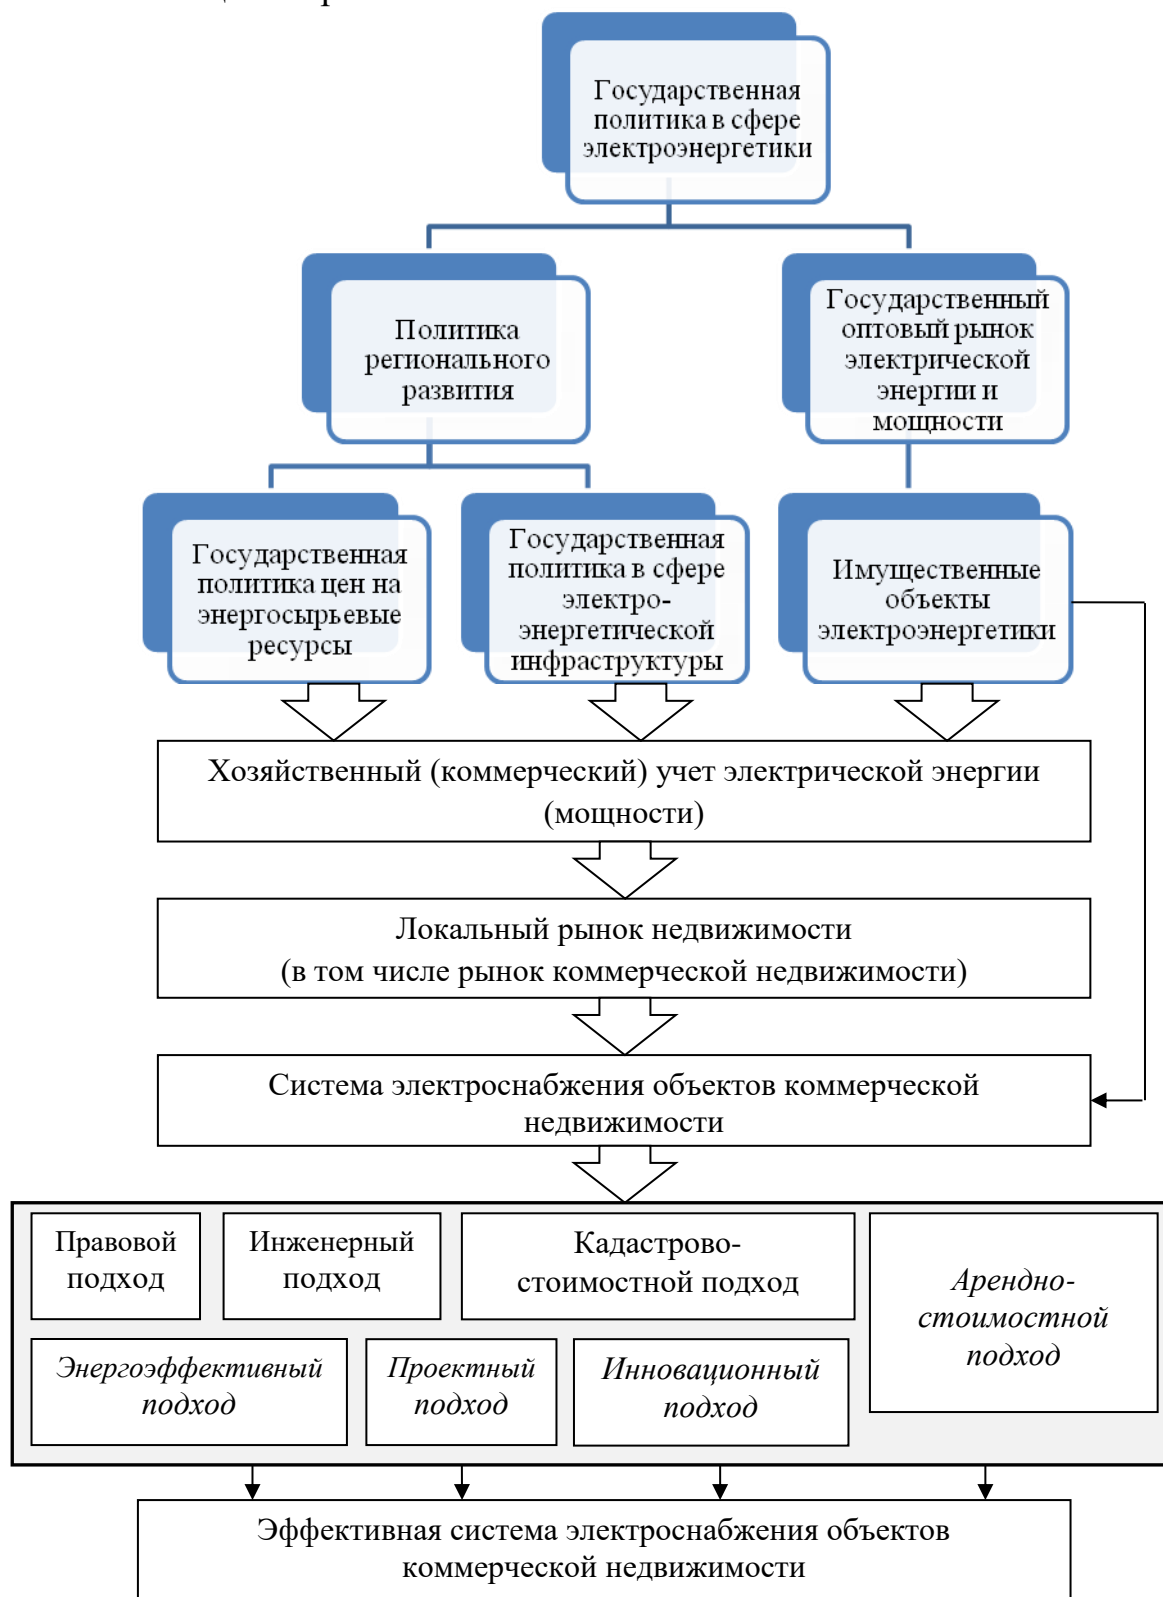 Государственная
политика в сфере
электроэнергетики
Политика
регионального
развития
Государственный
оптовый рынок
электрической
энергии и
мощности
Государственная
политика цен на
энергосырьевые
ресурсы
Государственная
политика в сфере
электро-
энергетической
инфраструктуры
Имущественные
объекты
электроэнергетики
Хозяйственный (коммерческий) учет электрической энергии
(мощности)
Локальный рынок недвижимости
(в том числе рынок коммерческой недвижимости)
Система электроснабжения объектов коммерческой
недвижимости
Правовой
подход
Инженерный
подход
Кадастрово-
стоимостной подход
Арендно-
стоимостной
подход
Энергоэффективный
подход
Проектный
подход
Инновационный
подход
Эффективная система электроснабжения объектов
коммерческой недвижимости